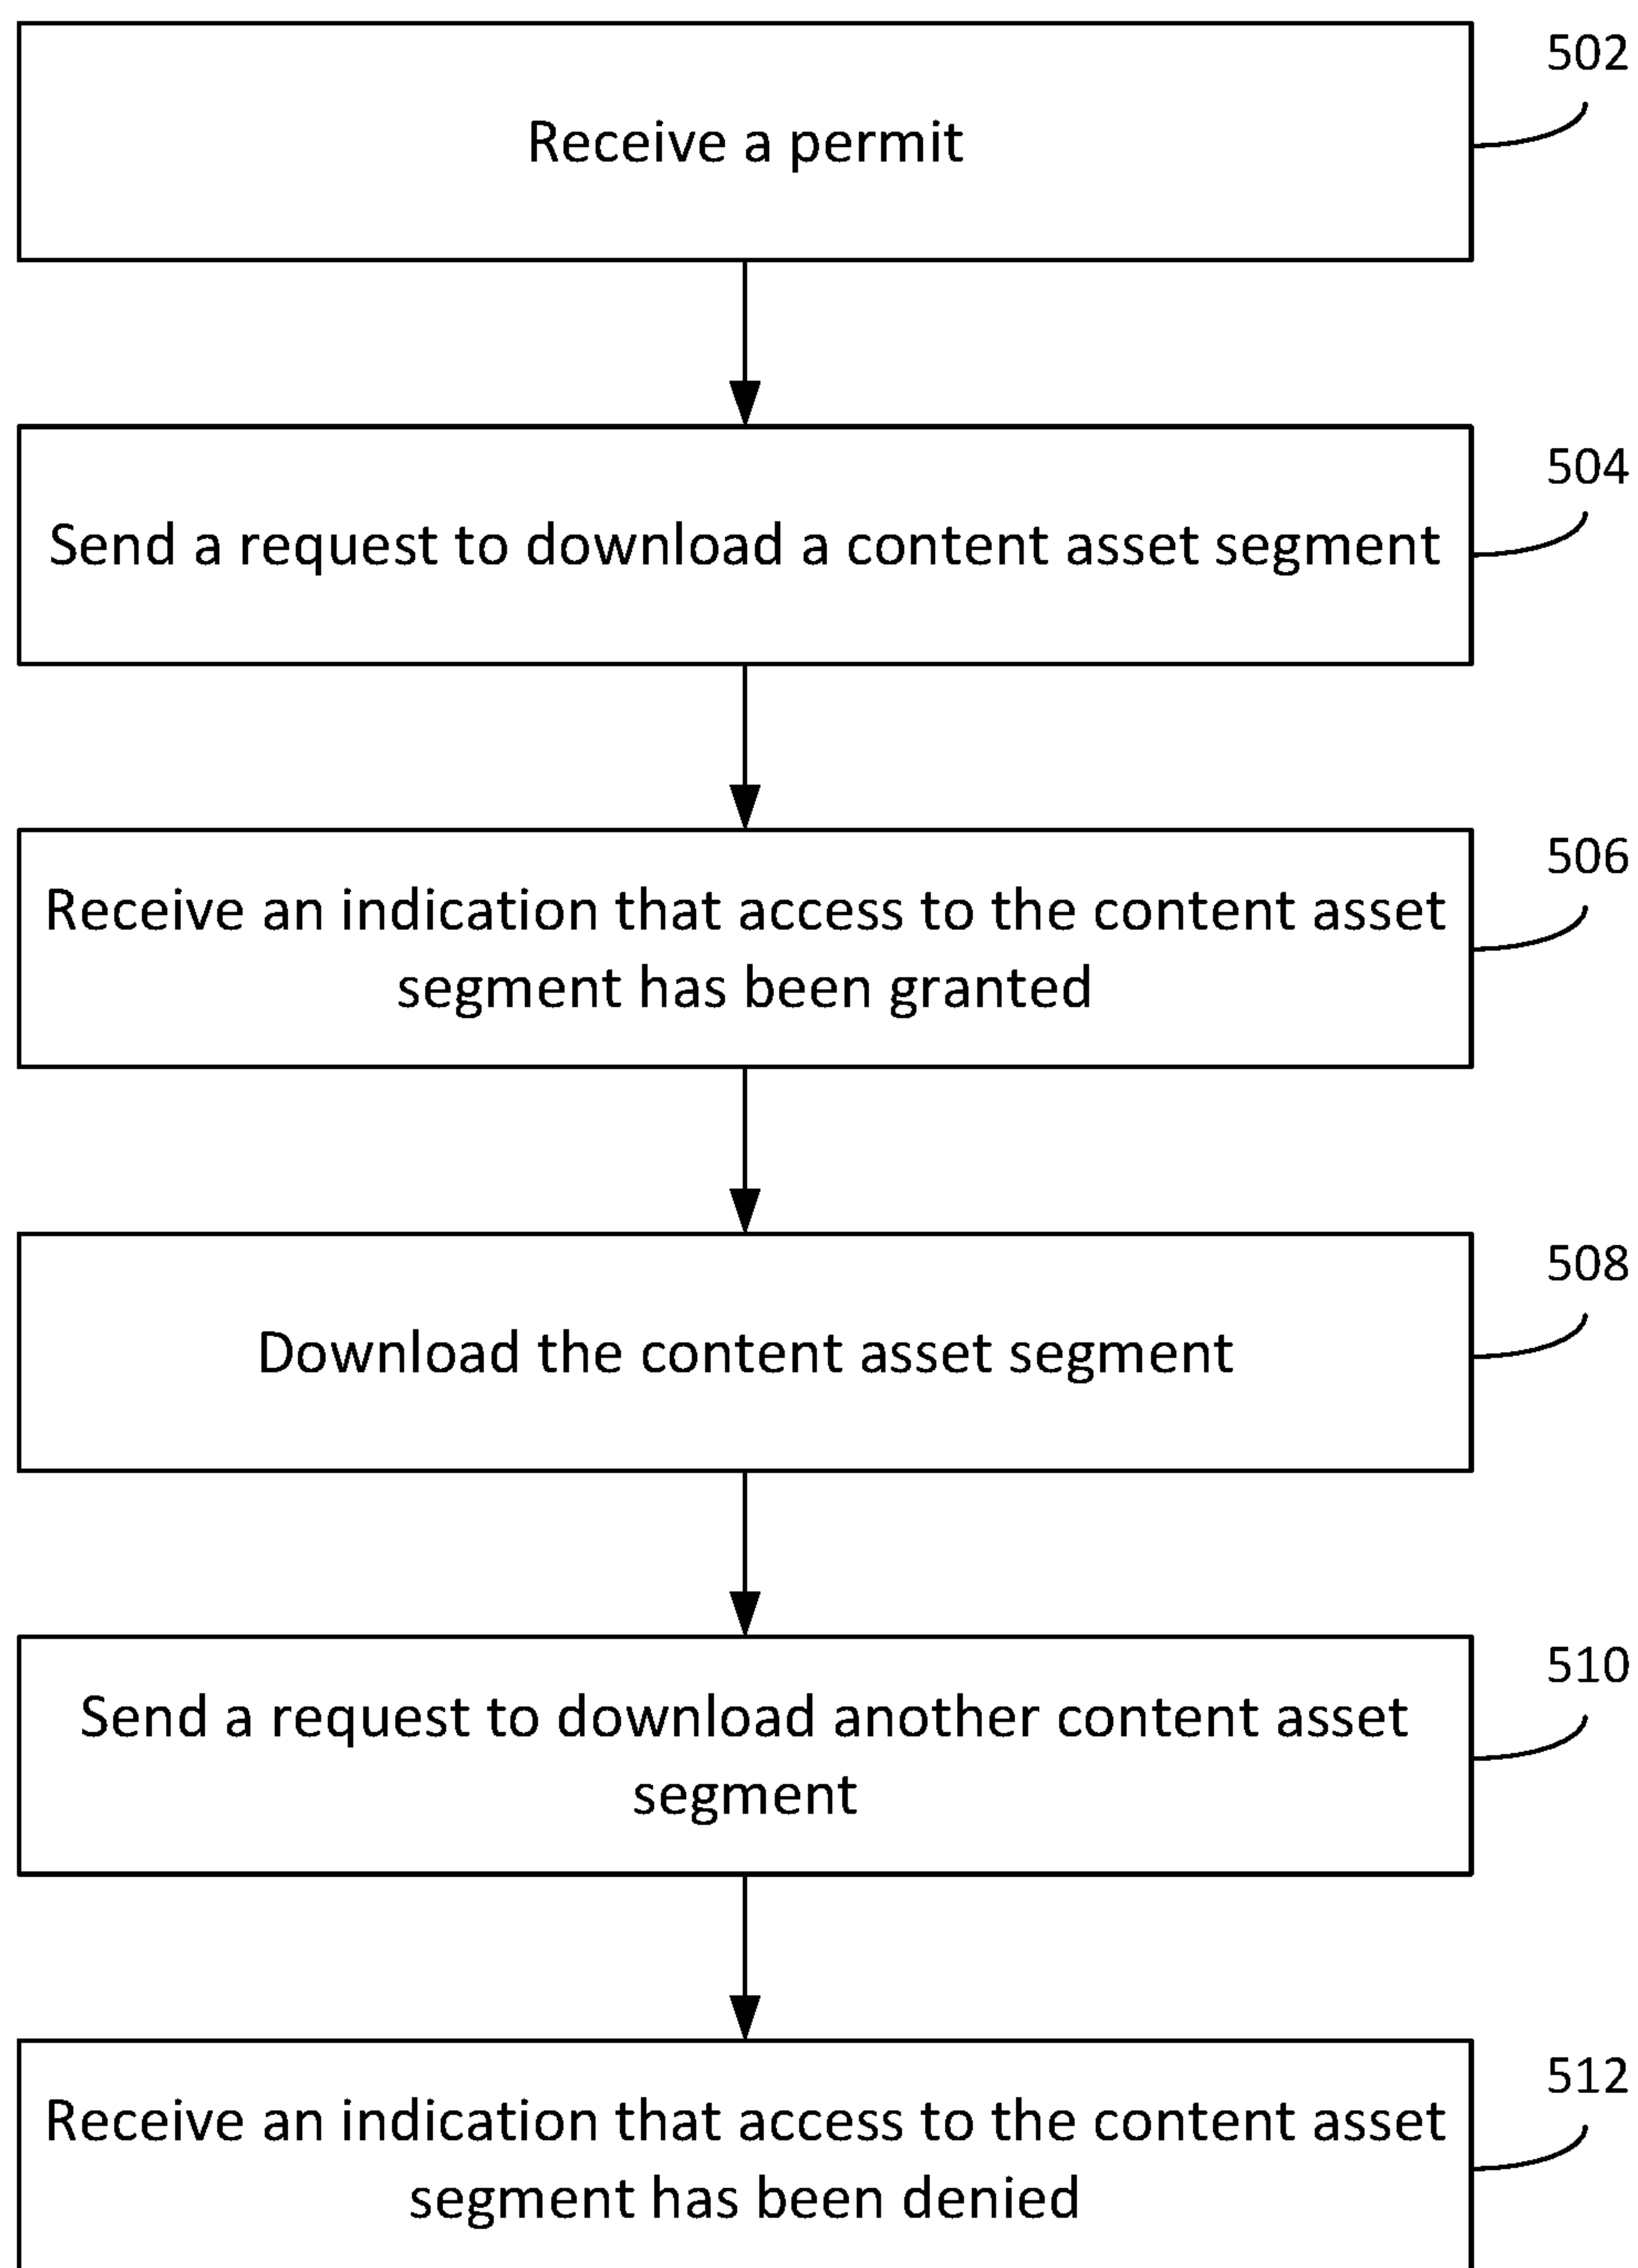 502
Receive a permit
504
Send a request to download a content asset segment
506
Receive an indication that access to the content asset
segment has been granted
508
Download the content asset segment
510
Send a request to download another content asset
segment
512
Receive an indication that access to the content asset
segment has been denied